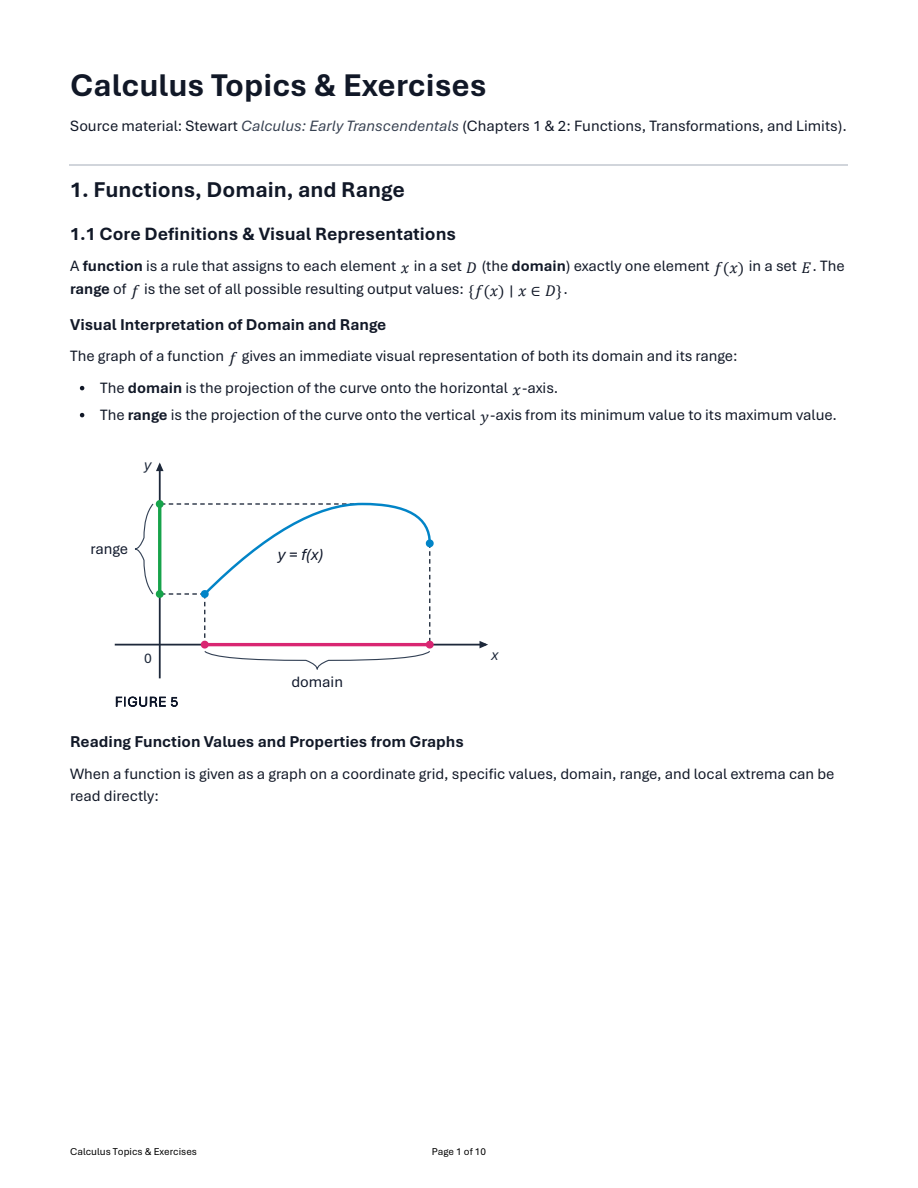 Calculus Topics & Exercises
Source material: Stewart Calculus: Early Transcendentals (Chapters 1 & 2: Functions, Transformations, and Limits).
1. Functions, Domain, and Range
1.1 Core Definitions & Visual Representations
A function is a rule that assigns to each element x in a set D (the domain) exactly one element f(x) in a set E. The
range of f is the set of all possible resulting output values: {f(x) | x ∈ D}.
Visual Interpretation of Domain and Range
The graph of a function f gives an immediate visual representation of both its domain and its range:
• The domain is the projection of the curve onto the horizontal x-axis.
• The range is the projection of the curve onto the vertical y-axis from its minimum value to its maximum value.
y
range
y = f(x)
0
x
domain
FIGURE 5
Reading Function Values and Properties from Graphs
When a function is given as a graph on a coordinate grid, specific values, domain, range, and local extrema can be
read directly:
Calculus Topics & Exercises
Page 1 of 10